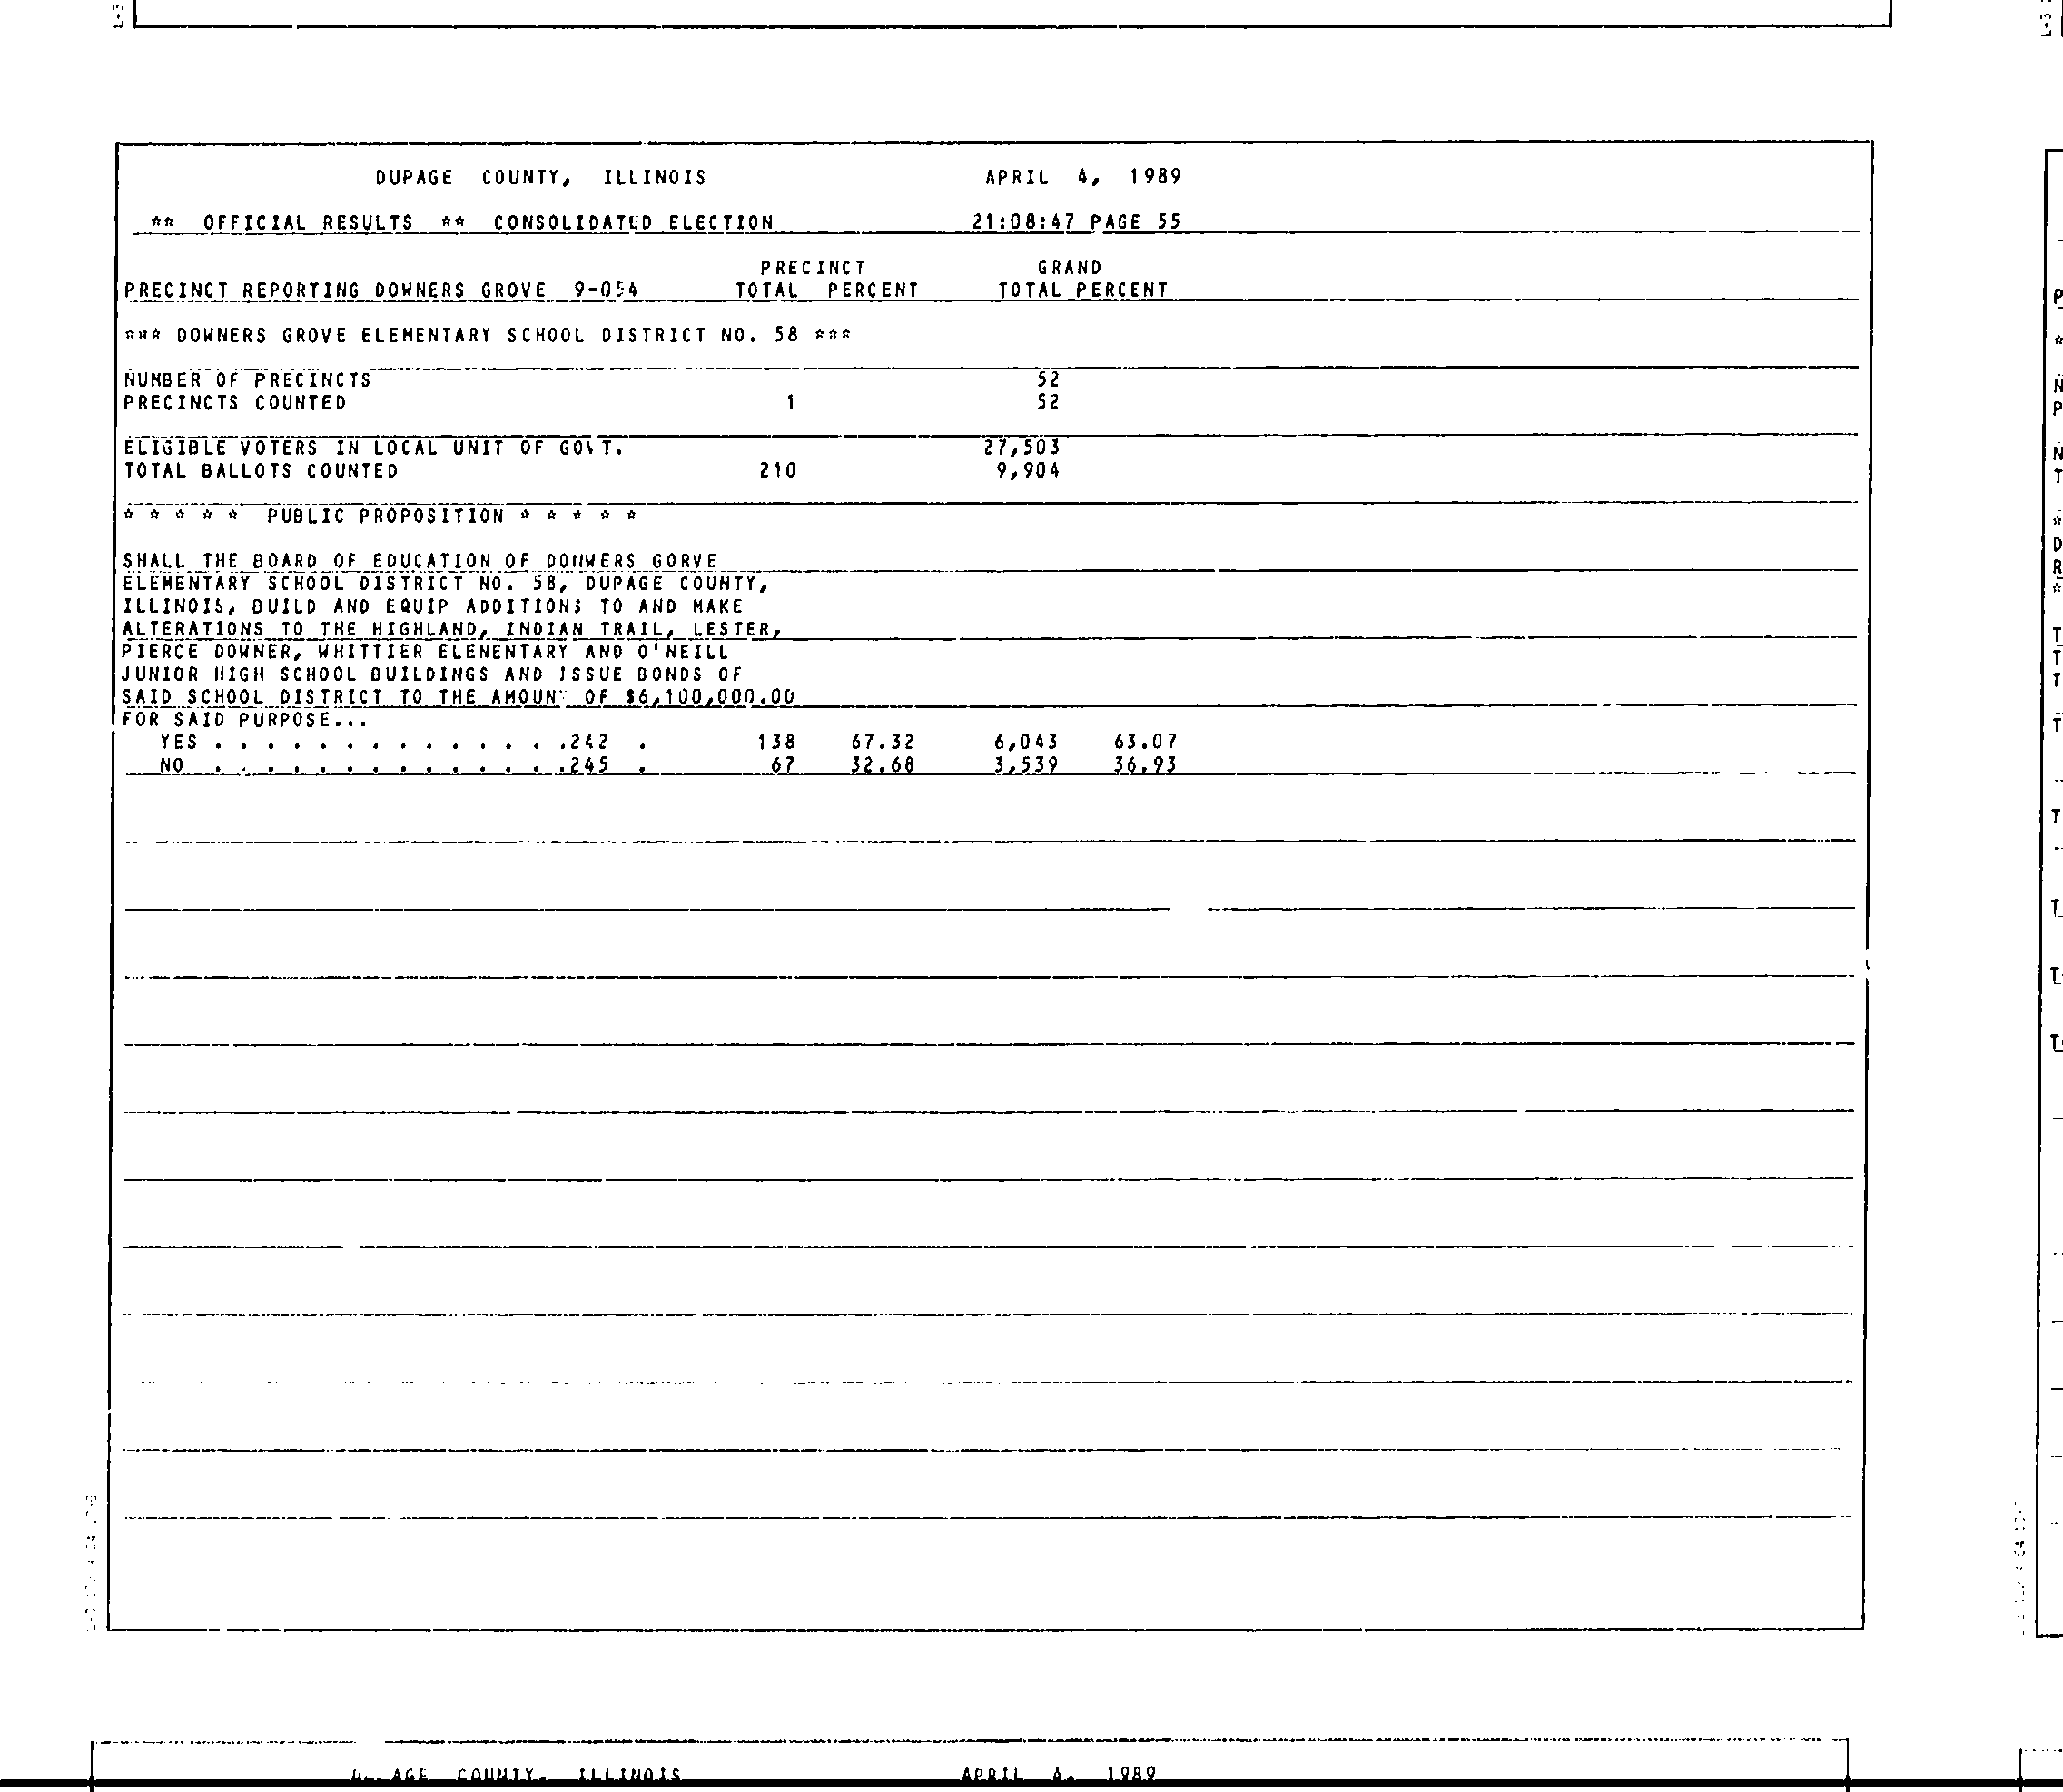 DUPAGE COUNTY, ILLINOIS APRIL 4, 1989
** OFFICIAL RESULTS ** CONSOLIDATED ELECTION 21:08:47 PAGE 55
PRECINCT GRAND
PRECINCT REPORTING DOWNERS GROVE 9-054 TOTAL PERCENT TOTAL PERCENT
*** DOWNERS GROVE ELEMENTARY SCHOOL DISTRICT NO. 58 ***
NUMBER OF PRECINCTS 52
PRECINCTS COUNTED 1 52
ELIGIBLE VOTERS IN LOCAL UNIT OF GOVT. 27,503
TOTAL BALLOTS COUNTED 210 9,904
* * * * * PUBLIC PROPOSITION * * * * *
SHALL THE BOARD OF EDUCATION OF DOWNERS GORVE
ELEMENTARY SCHOOL DISTRICT NO. 58, DUPAGE COUNTY,
ILLINOIS, BUILD AND EQUIP ADDITIONS TO AND MAKE
ALTERATIONS TO THE HIGHLAND, INDIAN TRAIL, LESTER,
PIERCE DOWNER, WHITTIER ELEMENTARY AND O'NEILL
JUNIOR HIGH SCHOOL BUILDINGS AND ISSUE BONDS OF
SAID SCHOOL DISTRICT TO THE AMOUNT OF $6,100,000.00
FOR SAID PURPOSE...
YES . . . . . . . . . . . . . . .242 . 138 67.32 6,043 63.07
NO . . . . . . . . . . . . . . .245 . 67 32.68 3,539 36.93
AGE COUNTY, ILLINOIS APRIL 4, 1989